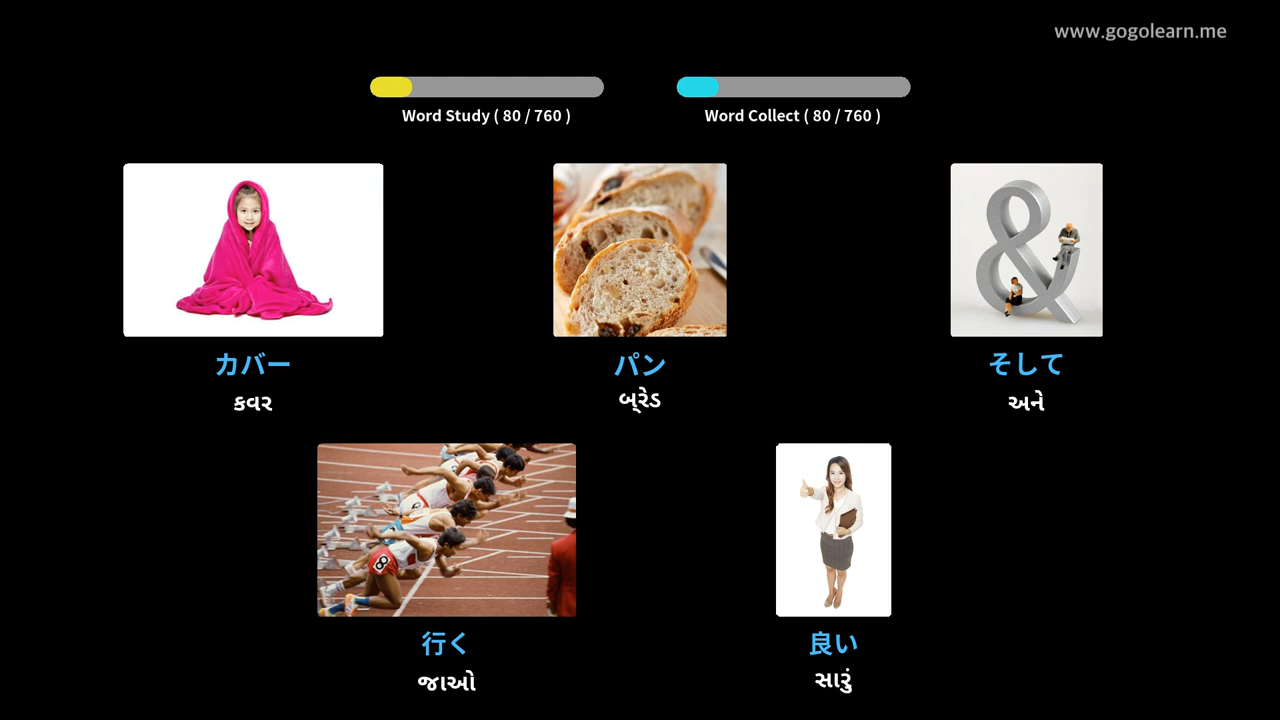 www.gogolearn.me
Word Study ( 80 / 760 )
Word Collect ( 80 / 760 )
カバー
કવર
パン
બ્રેડ
そして
&
અને
8
行く
જાઓ
良い
સારું